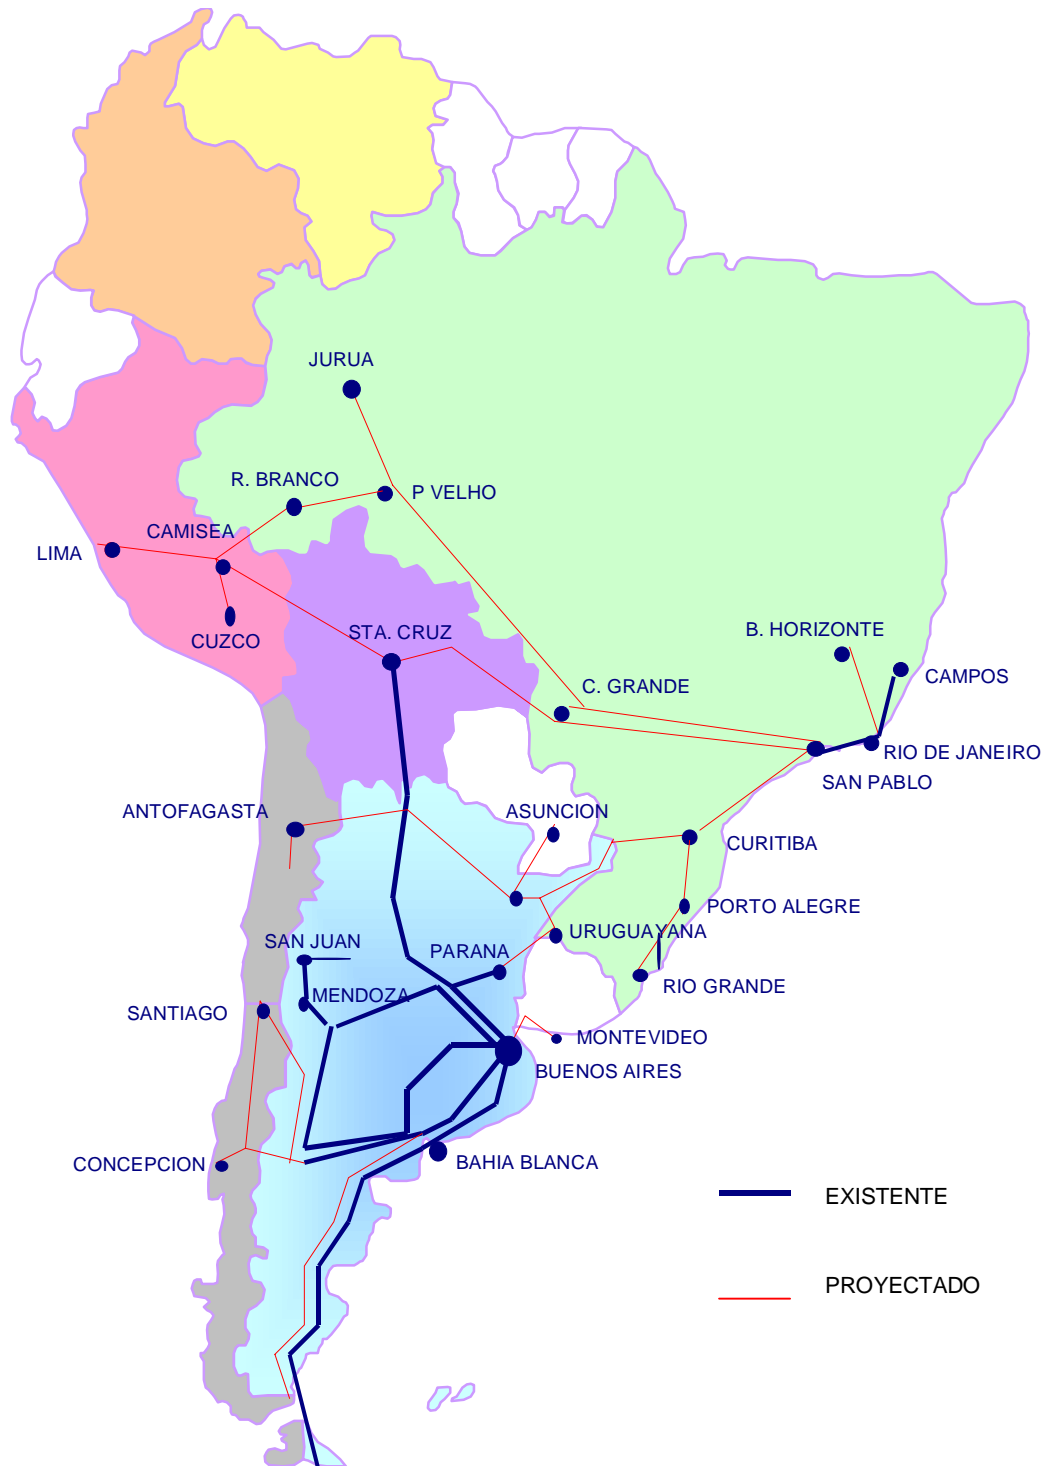 JURUA
R. BRANCO
P VELHO
CAMISEA
LIMA
CUZCO
STA. CRUZ
B. HORIZONTE
CAMPOS
C. GRANDE
RIO DE JANEIRO
SAN PABLO
ANTOFAGASTA
ASUNCION
CURITIBA
PORTO ALEGRE
URUGUAYANA
SAN JUAN
PARANA
RIO GRANDE
MENDOZA
SANTIAGO
MONTEVIDEO
BUENOS AIRES
CONCEPCION
BAHIA BLANCA
EXISTENTE
PROYECTADO